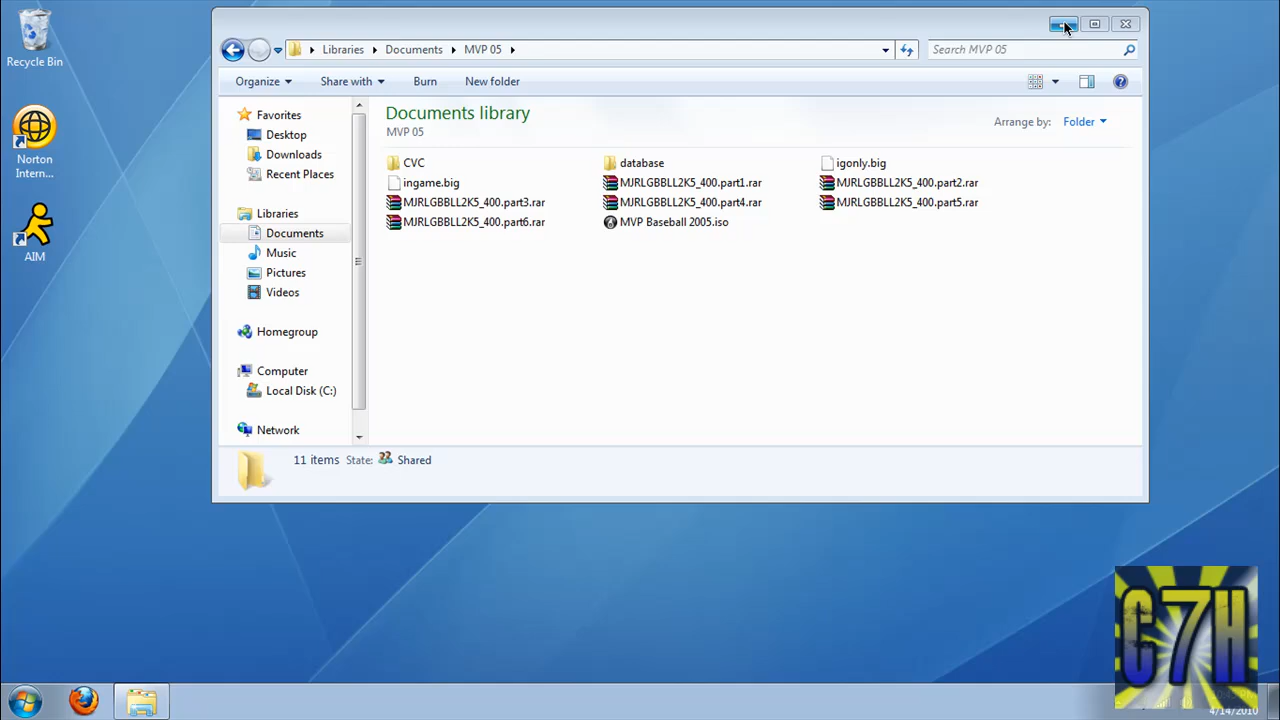 Recycle Bin
Norton
Intern...
AIM
Libraries Documents MVP 05
Search MVP 05
Organize Share with Burn New folder
Favorites
Desktop
Downloads
Recent Places
Libraries
Documents
Music
Pictures
Videos
Homegroup
Computer
Local Disk (C:)
Network
Documents library
MVP 05
Arrange by: Folder
CVC database igonly.big
ingame.big MJRLGBBLL2K5_400.part1.rar MJRLGBBLL2K5_400.part2.rar
MJRLGBBLL2K5_400.part3.rar MJRLGBBLL2K5_400.part4.rar MJRLGBBLL2K5_400.part5.rar
MJRLGBBLL2K5_400.part6.rar MVP Baseball 2005.iso
11 items State: Shared
C7H
4/14/2010